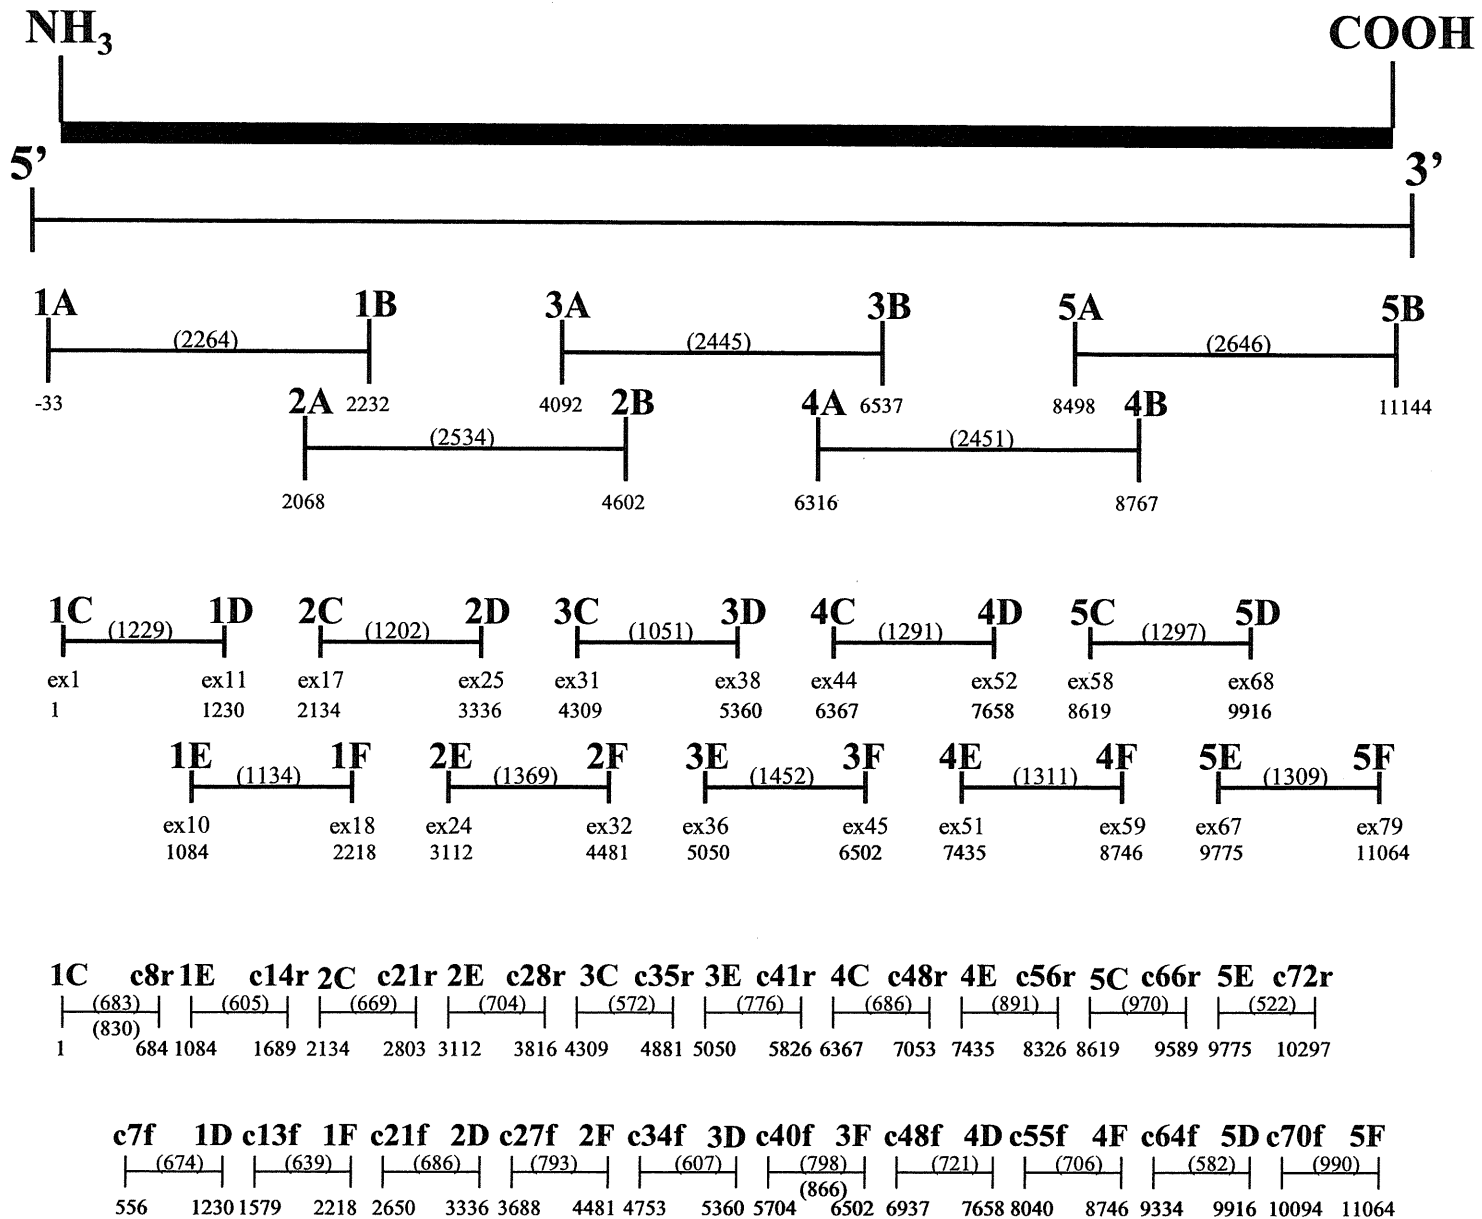 NH3 COOH
5’ 3’
1A 1B 3A 3B 5A 5B
(2264) (2445) (2646)
-33 2232 4092 6537 8498 11144
2A 2B 4A 4B
(2534) (2451)
2068 4602 6316 8767
1C 1D 2C 2D 3C 3D 4C 4D 5C 5D
(1229) (1202) (1051) (1291) (1297)
ex1 ex11 ex17 ex25 ex31 ex38 ex44 ex52 ex58 ex68
1 1230 2134 3336 4309 5360 6367 7658 8619 9916
1E 1F 2E 2F 3E 3F 4E 4F 5E 5F
(1134) (1369) (1452) (1311) (1309)
ex10 ex18 ex24 ex32 ex36 ex45 ex51 ex59 ex67 ex79
1084 2218 3112 4481 5050 6502 7435 8746 9775 11064
1C c8r 1E c14r 2C c21r 2E c28r 3C c35r 3E c41r 4C c48r 4E c56r 5C c66r 5E c72r
(683) (605) (669) (704) (572) (776) (686) (891) (970) (522)
(830)
1 684 1084 1689 2134 2803 3112 3816 4309 4881 5050 5826 6367 7053 7435 8326 8619 9589 9775 10297
c7f 1D c13f 1F c21f 2D c27f 2F c34f 3D c40f 3F c48f 4D c55f 4F c64f 5D c70f 5F
(674) (639) (686) (793) (607) (798) (721) (706) (582) (990)
(866)
556 1230 1579 2218 2650 3336 3688 4481 4753 5360 5704 6502 6937 7658 8040 8746 9334 9916 10094 11064